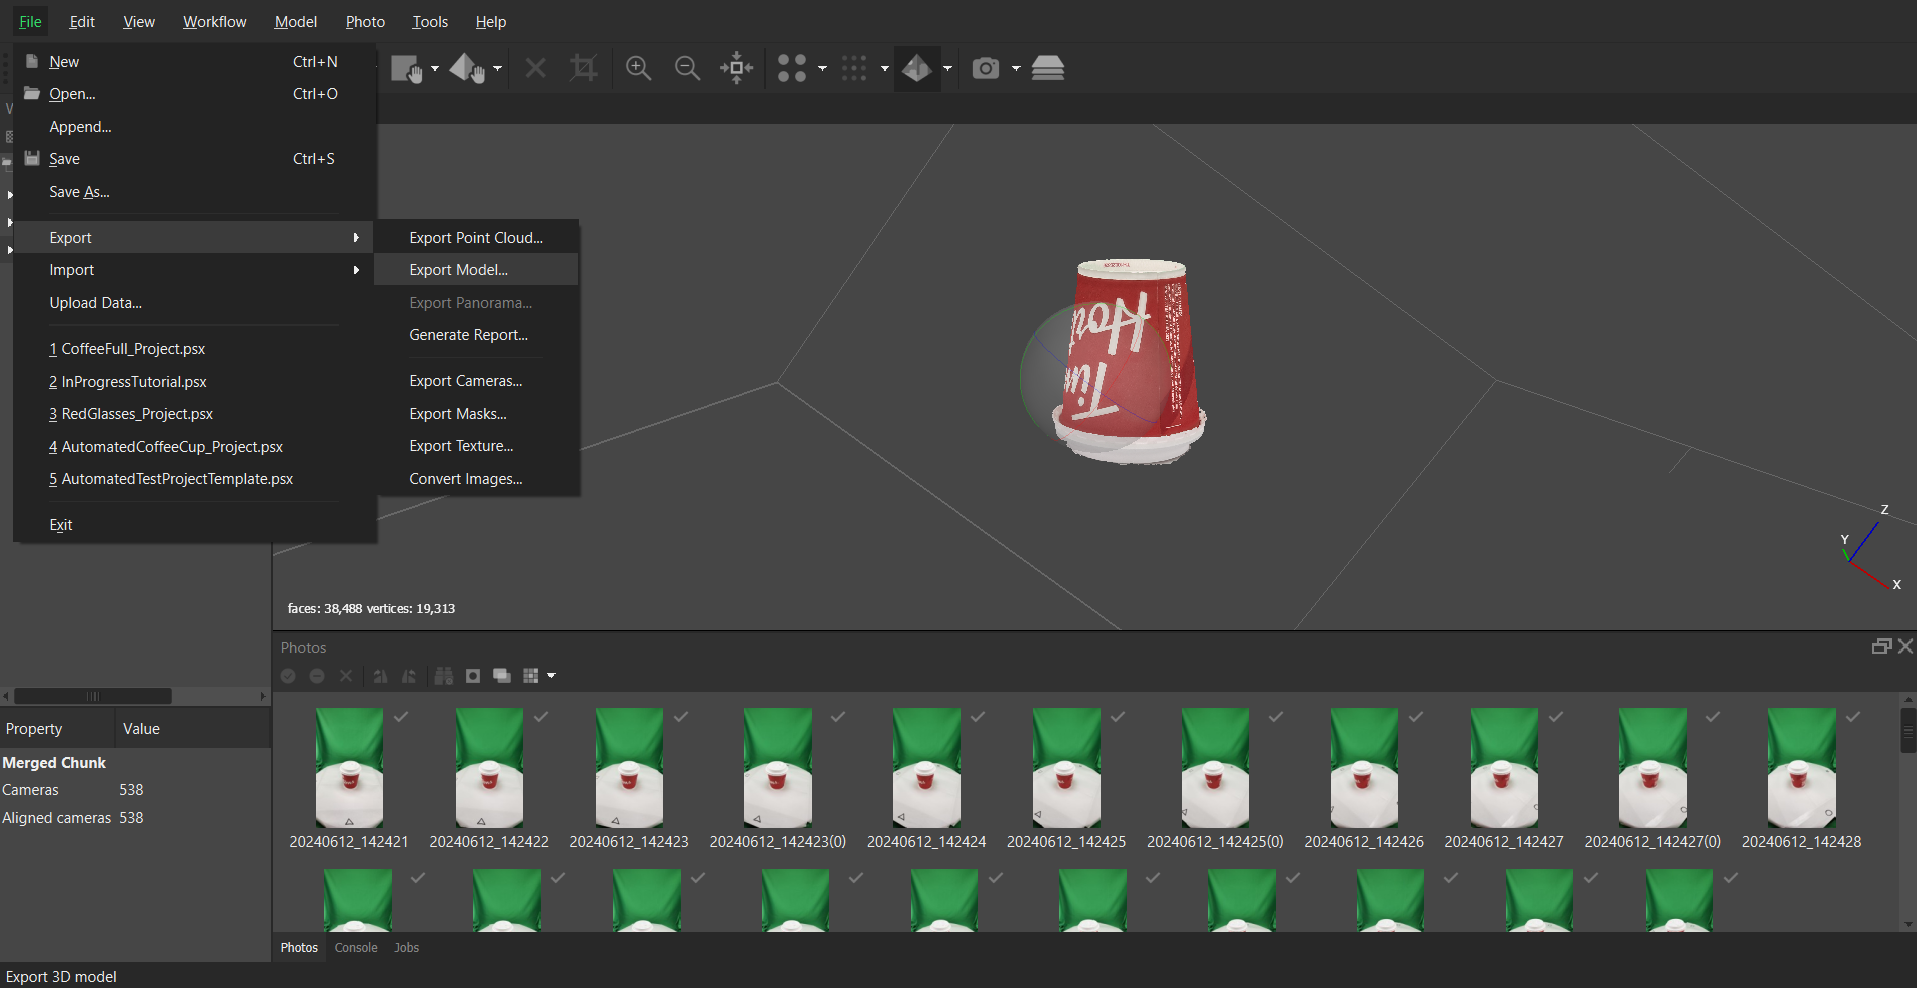 File Edit View Workflow Model Photo Tools Help
New Ctrl+N
Open... Ctrl+O
Append...
Save Ctrl+S
Save As...
Export
Import
Upload Data...
1 CoffeeFull_Project.psx
2 InProgressTutorial.psx
3 RedGlasses_Project.psx
4 AutomatedCoffeeCup_Project.psx
5 AutomatedTestProjectTemplate.psx
Exit
Export Point Cloud...
Export Model...
Export Panorama...
Generate Report...
Export Cameras...
Export Masks...
Export Texture...
Convert Images...
Tim
Z
Y
X
faces: 38,488 vertices: 19,313
Photos
20240612_142421 20240612_142422 20240612_142423 20240612_142423(0) 20240612_142424 20240612_142425 20240612_142425(0) 20240612_142426 20240612_142427 20240612_142427(0) 20240612_142428
Property Value
Merged Chunk
Cameras 538
Aligned cameras 538
Photos Console Jobs
Export 3D model